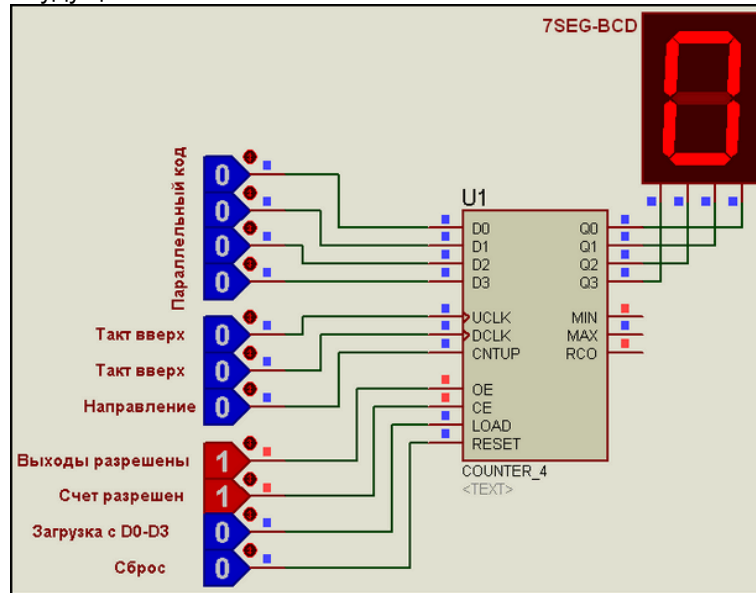 7SEG-BCD
Параллельный код
0
0
0
0
U1
D0
D1
D2
D3
Q0
Q1
Q2
Q3
UCLK
DCLK
CNTUP
MIN
MAX
RCO
OE
CE
LOAD
RESET
COUNTER_4
<TEXT>
Такт вверх
0
Такт вверх
0
Направление
0
Выходы разрешены
1
Счет разрешен
1
Загрузка с D0-D3
0
Сброс
0
0